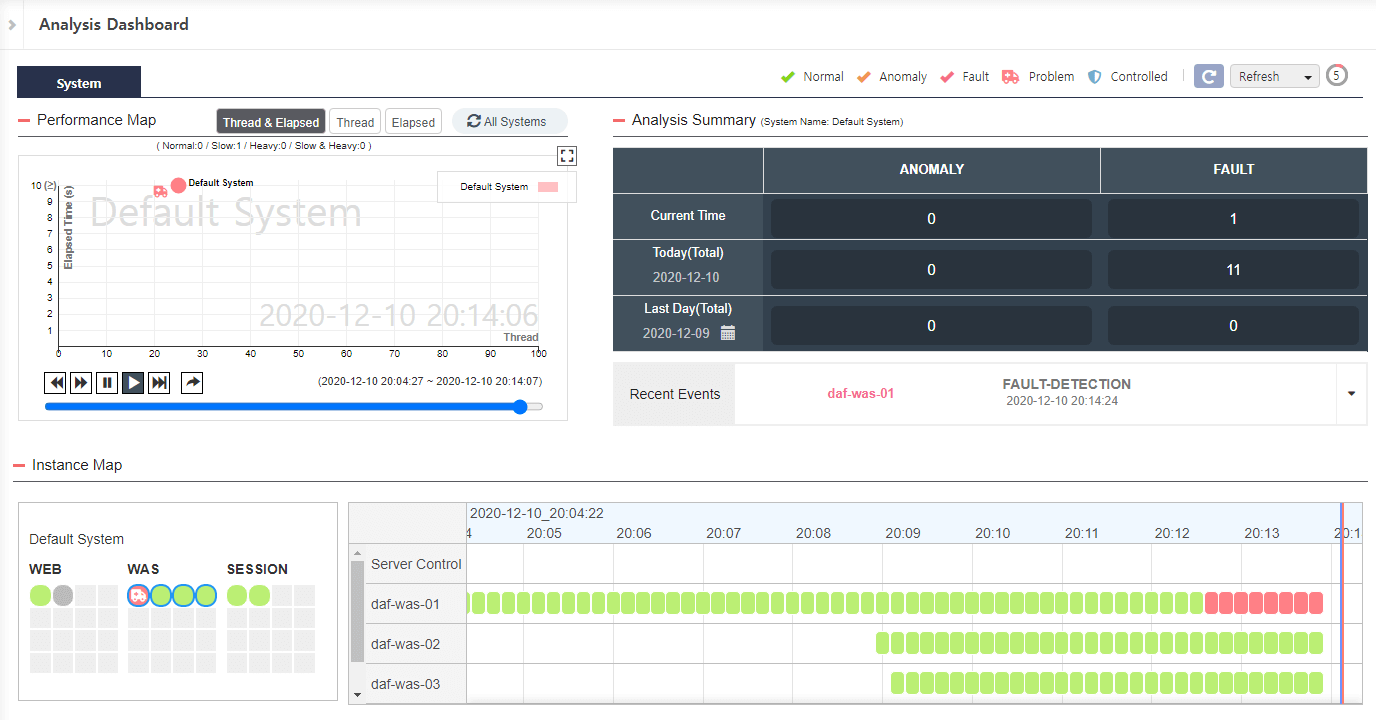 Analysis Dashboard
System
Normal Anomaly Fault Problem Controlled Refresh 5
Performance Map Thread & Elapsed Thread Elapsed All Systems
( Normal:0 / Slow:1 / Heavy:0 / Slow & Heavy:0 )
Default System
Default System
Default System
2020-12-10 20:14:06
Elapsed Time (s)
Thread
10 (≥)
9
8
7
6
5
4
3
2
1
0 10 20 30 40 50 60 70 80 90 100
(2020-12-10 20:04:27 ~ 2020-12-10 20:14:07)
Analysis Summary (System Name: Default System)
ANOMALY FAULT
Current Time 0 1
Today(Total)
2020-12-10 0 11
Last Day(Total)
2020-12-09 0 0
Recent Events daf-was-01 FAULT-DETECTION
2020-12-10 20:14:24
Instance Map
Default System
WEB WAS SESSION
2020-12-10_20:04:22
4 20:05 20:06 20:07 20:08 20:09 20:10 20:11 20:12 20:13 20:1
Server Control
daf-was-01
daf-was-02
daf-was-03